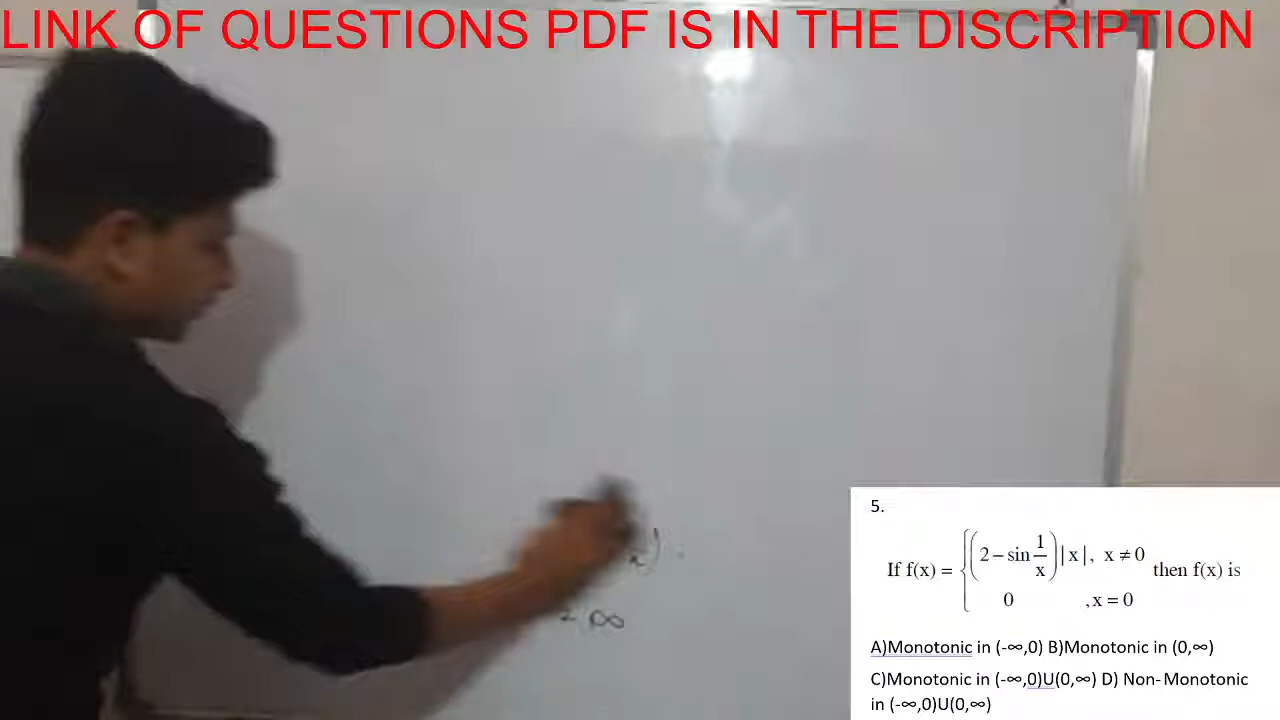 LINK OF QUESTIONS PDF IS IN THE DISCRIPTION
x) .
= ∞
5.
If f(x) = { (2 – sin 1/x) | x |, x ≠ 0
0 , x = 0 then f(x) is
A)Monotonic in (-∞,0) B)Monotonic in (0,∞)
C)Monotonic in (-∞,0)U(0,∞) D) Non-Monotonic
in (-∞,0)U(0,∞)